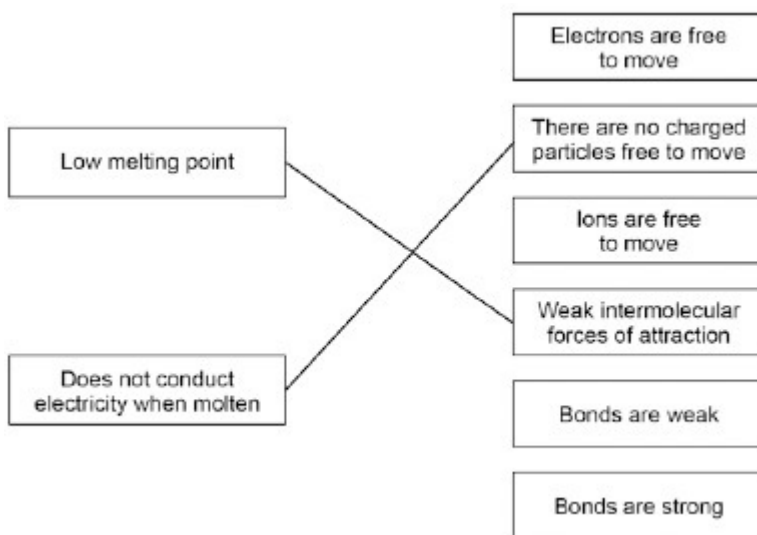 Low melting point
Does not conduct
electricity when molten
Electrons are free
to move
There are no charged
particles free to move
Ions are free
to move
Weak intermolecular
forces of attraction
Bonds are weak
Bonds are strong